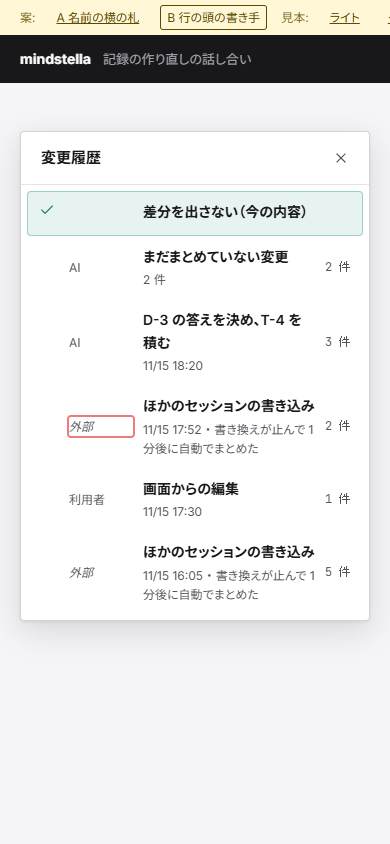 案: A 名前の横の札 B 行の頭の書き手 見本: ライト
mindstella 記録の作り直しの話し合い
変更履歴
差分を出さない（今の内容）
AI まだまとめていない変更 2 件
2 件
D-3 の答えを決め、T-4 を
AI 積む 3 件
11/15 18:20
ほかのセッションの書き込み
外部 11/15 17:52・書き換えが止んで 1 2 件
分後に自動でまとめた
利用者 画面からの編集 1 件
11/15 17:30
ほかのセッションの書き込み
外部 11/15 16:05・書き換えが止んで 1 5 件
分後に自動でまとめた